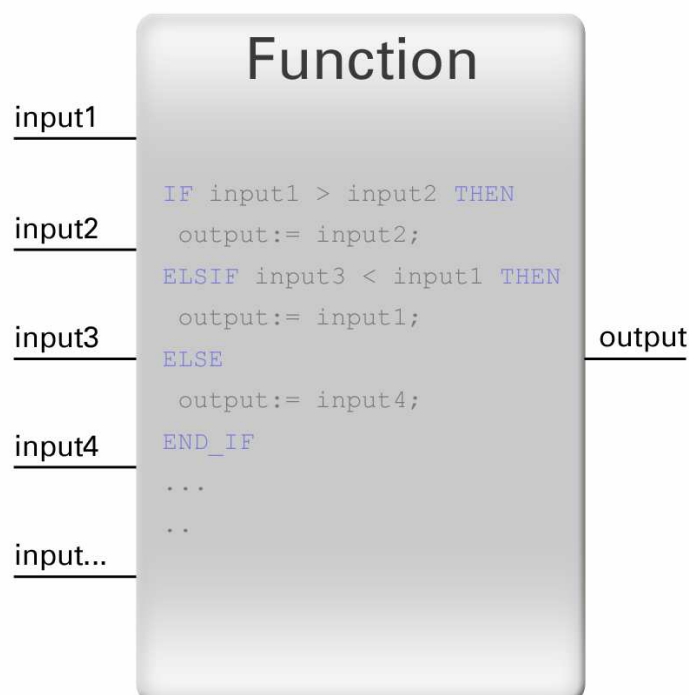 Function
input1
input2
input3
input4
input...
IF input1 > input2 THEN
output:= input2;
ELSIF input3 < input1 THEN
output:= input1;
ELSE
output:= input4;
END_IF
...
..
output